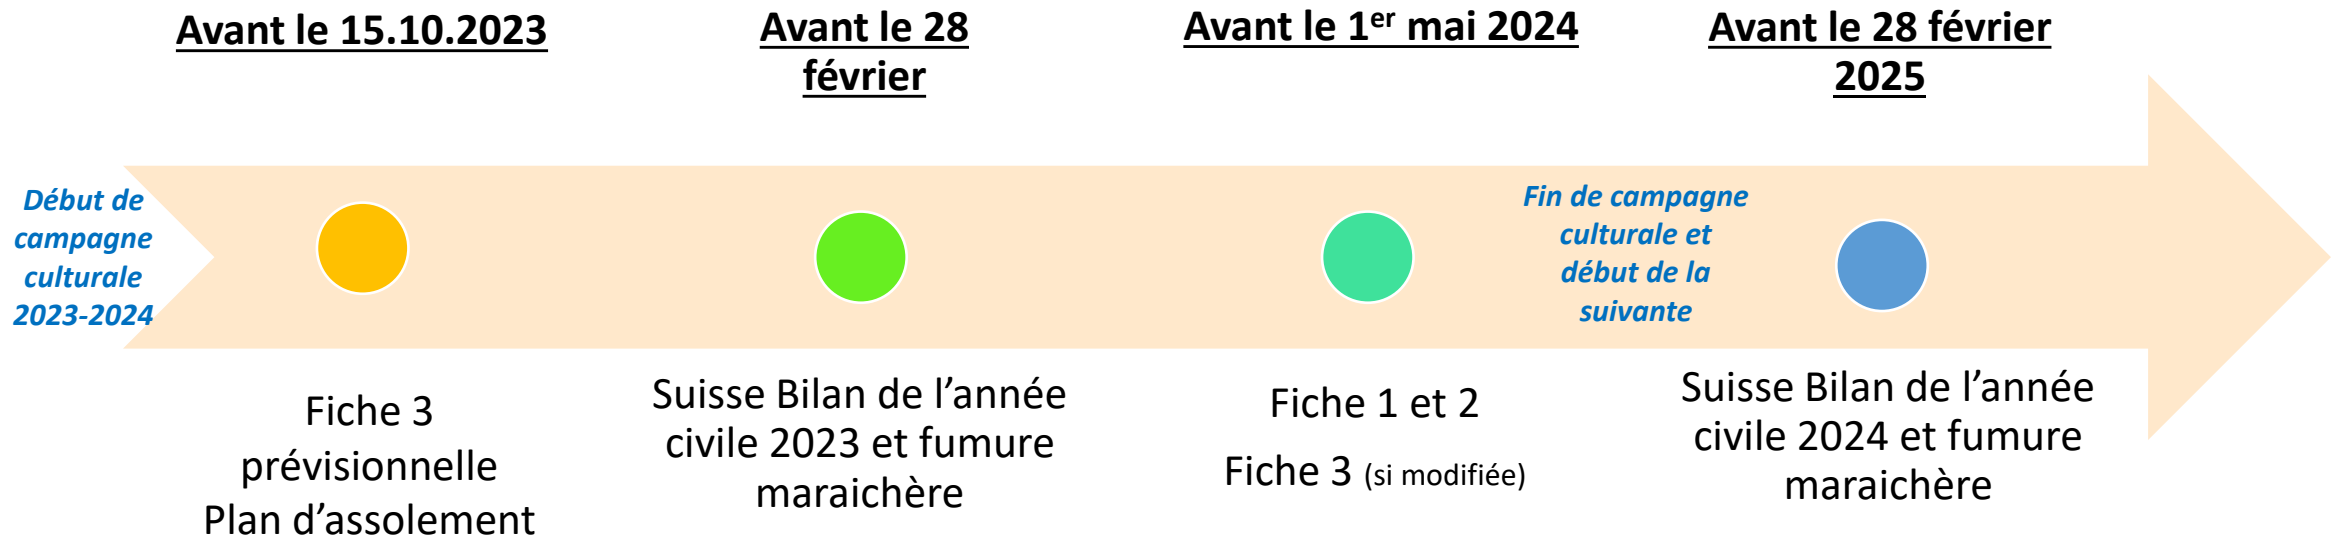 Avant le 15.10.2023
Avant le 28
février
Avant le 1er mai 2024
Avant le 28 février
2025
Début de
campagne
culturale
2023-2024
Fin de campagne
culturale et
début de la
suivante
Fiche 3
prévisionnelle
Plan d’assolement
Suisse Bilan de l’année
civile 2023 et fumure
maraichère
Fiche 1 et 2
Fiche 3 (si modifiée)
Suisse Bilan de l’année
civile 2024 et fumure
maraichère